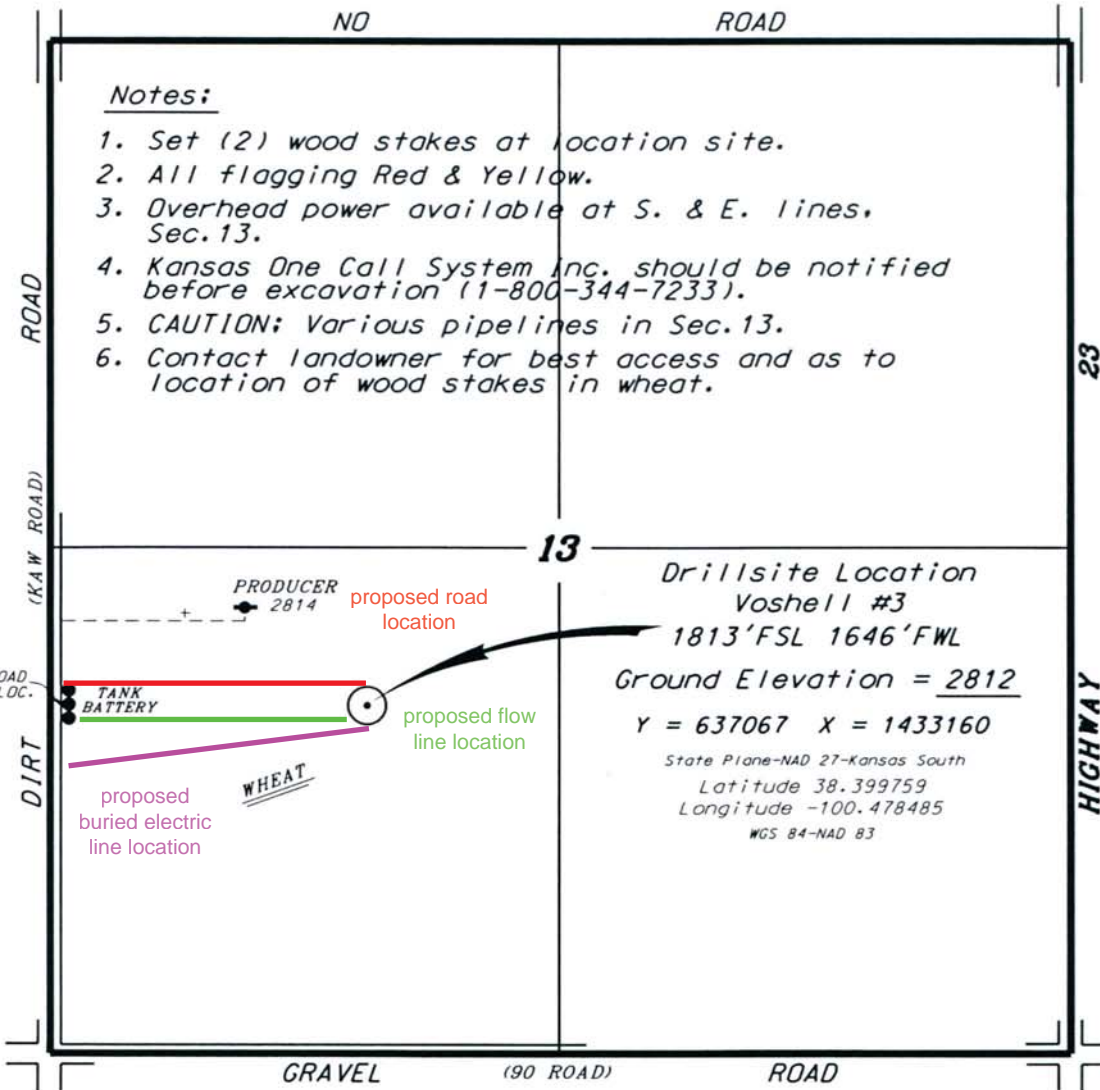 NO ROAD
Notes:
1. Set (2) wood stakes at location site.
2. All flagging Red & Yellow.
3. Overhead power available at S. & E. lines,
Sec. 13.
4. Kansas One Call System Inc. should be notified
before excavation (1-800-344-7233).
5. CAUTION: Various pipelines in Sec. 13.
6. Contact landowner for best access and as to
location of wood stakes in wheat.
DIRT (KAW ROAD) ROAD
HIGHWAY 23
13
PRODUCER
2814
proposed road
location
Drillsite Location
Voshell #3
1813'FSL 1646'FWL
Ground Elevation = 2812
Y = 637067 X = 1433160
State Plane-NAD 27-Kansas South
Latitude 38.399759
Longitude -100.478485
WGS 84-NAD 83
TANK
BATTERY
proposed flow
line location
WHEAT
proposed
buried electric
line location
GRAVEL (90 ROAD) ROAD